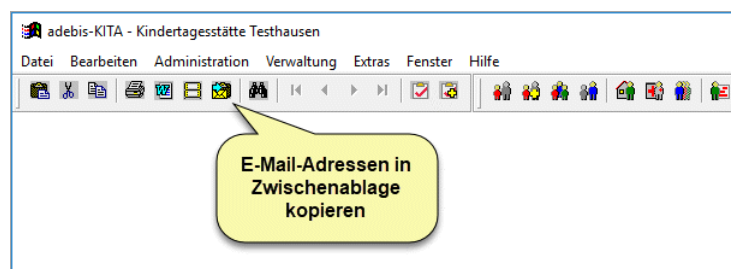 adebis-KITA - Kindertagesstätte Testhausen
Datei Bearbeiten Administration Verwaltung Extras Fenster Hilfe
E-Mail-Adressen in
Zwischenablage
kopieren